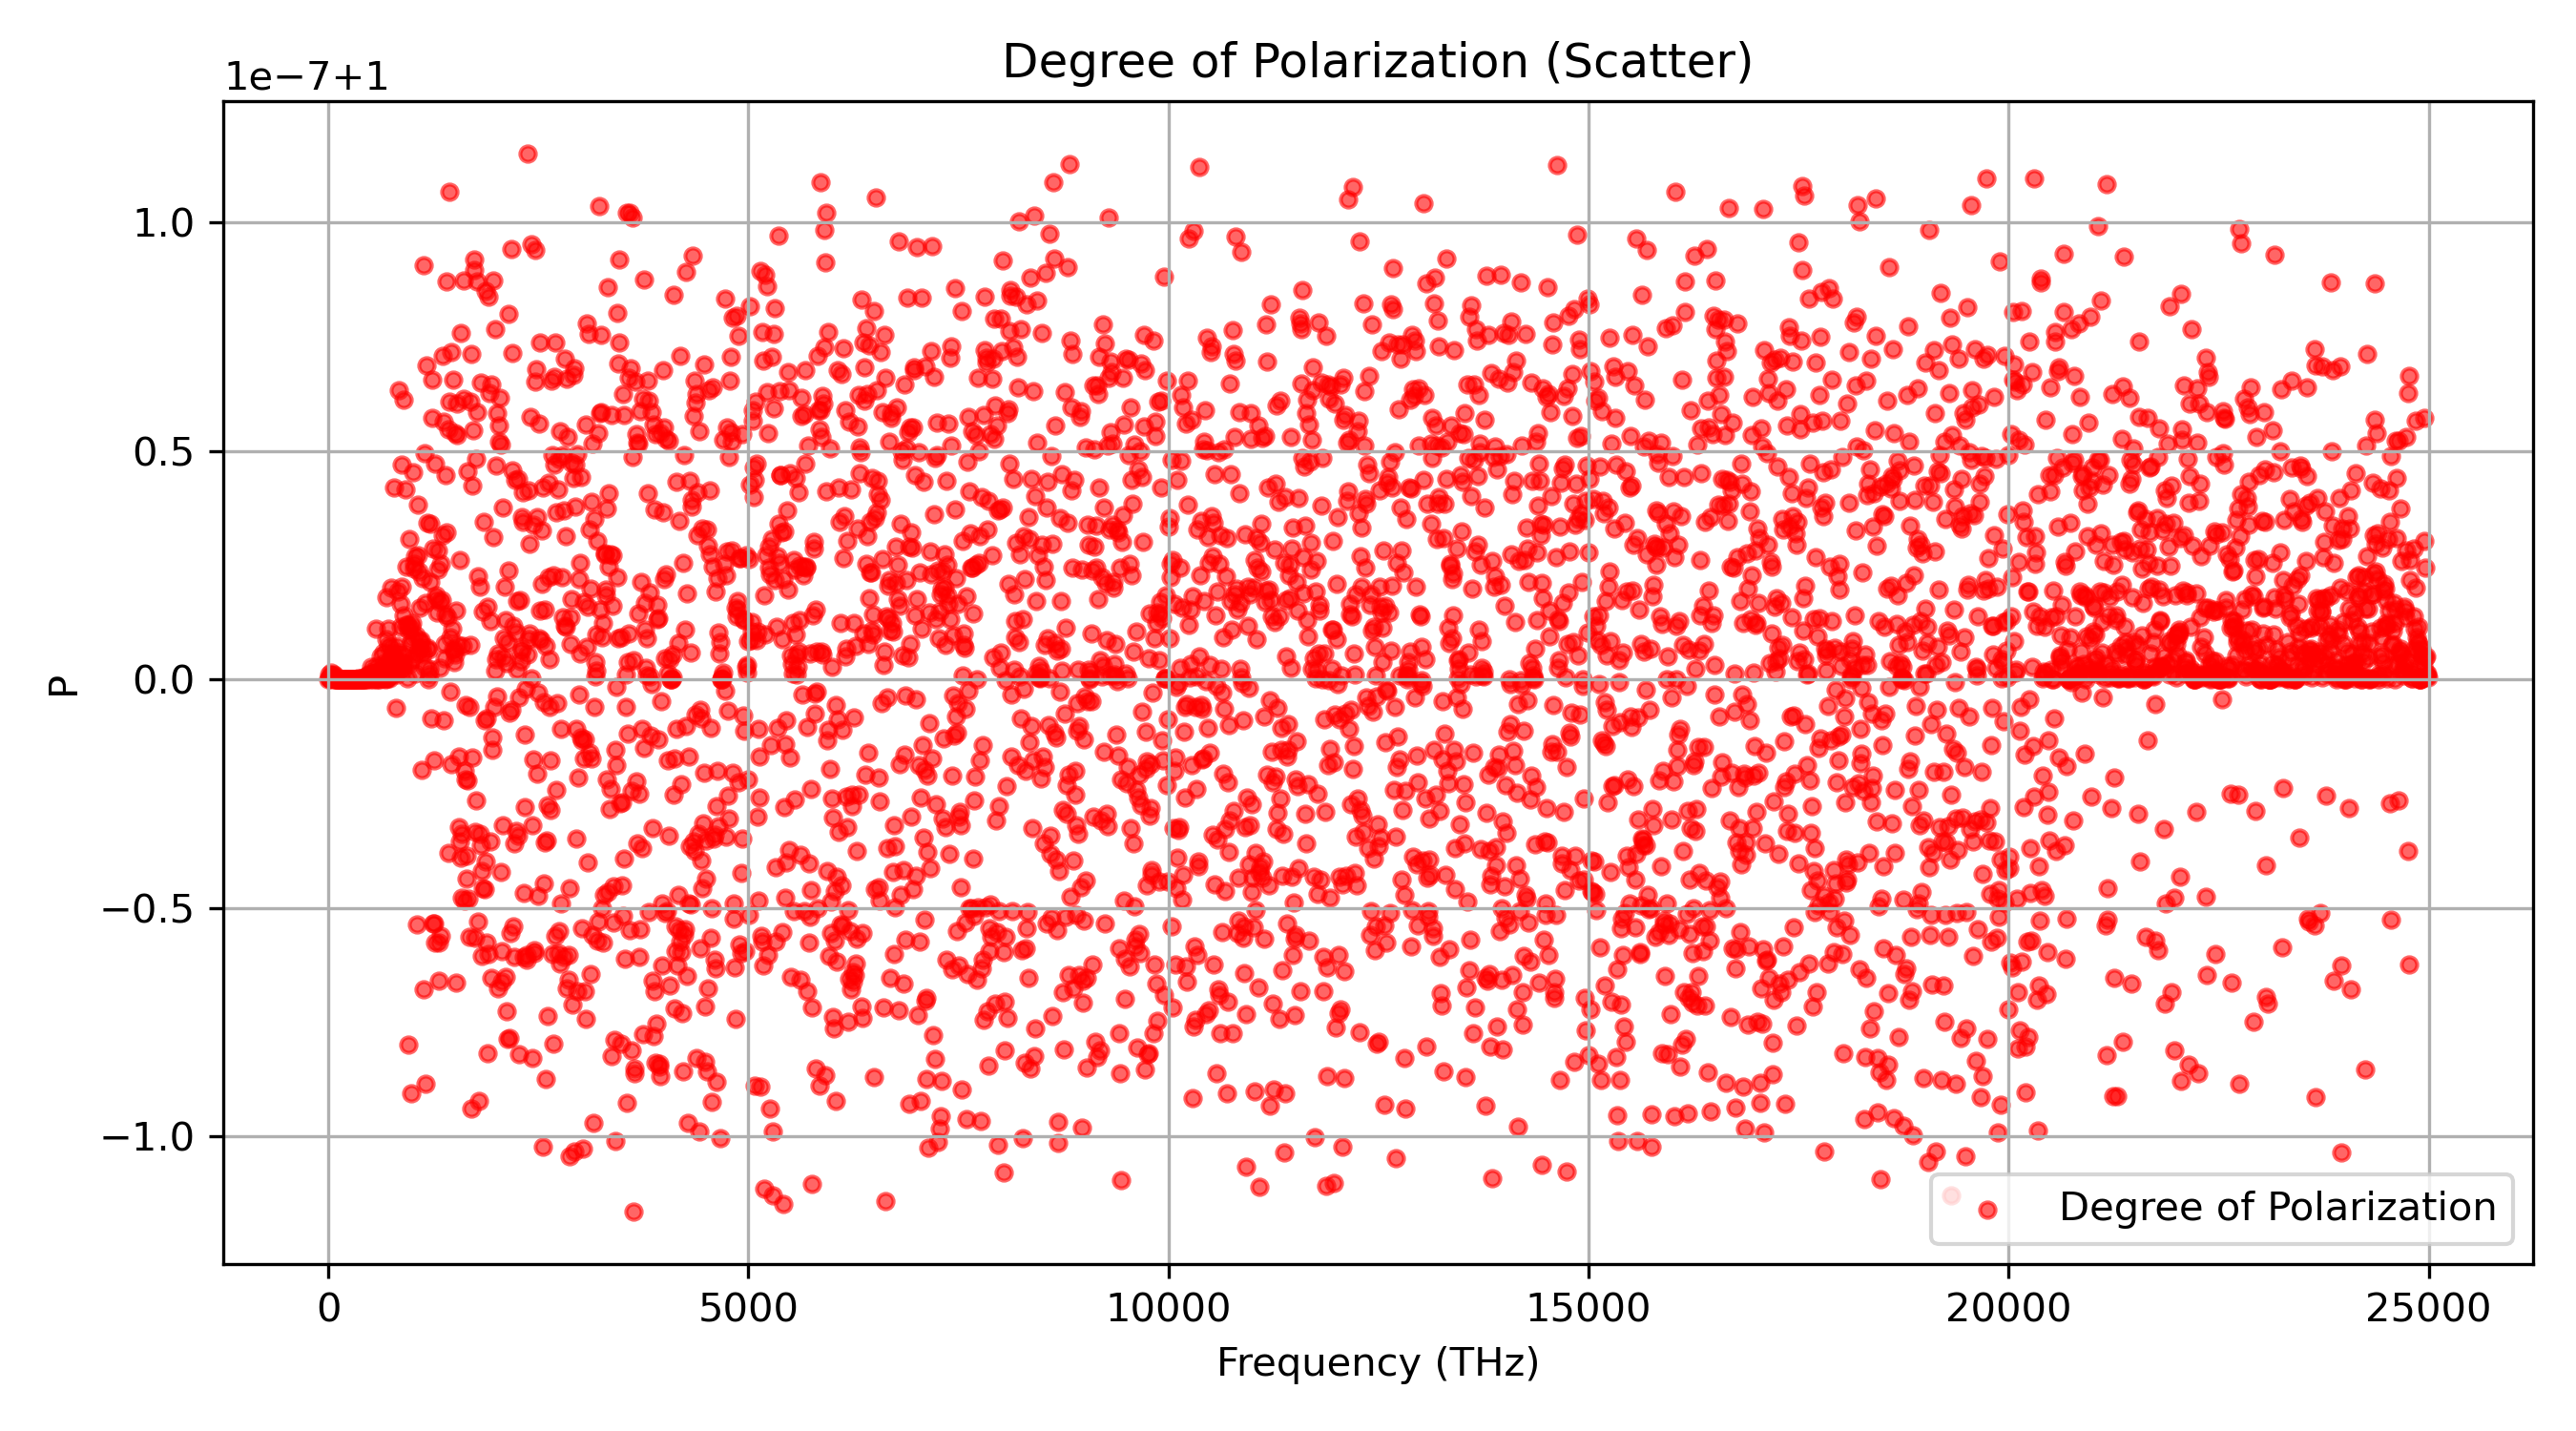 Degree of Polarization (Scatter)
1e−7+1
1.0
0.5
0.0
−0.5
−1.0
P
Degree of Polarization
0 5000 10000 15000 20000 25000
Frequency (THz)